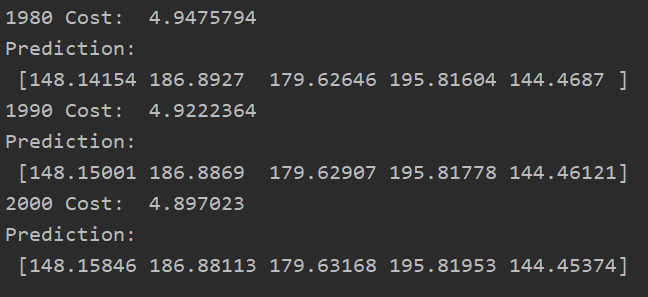 1980 Cost:  4.9475794
Prediction:
 [148.14154 186.8927  179.62646 195.81604 144.4687 ]
1990 Cost:  4.9222364
Prediction:
 [148.15001 186.8869  179.62907 195.81778 144.46121]
2000 Cost:  4.897023
Prediction:
 [148.15846 186.88113 179.63168 195.81953 144.45374]